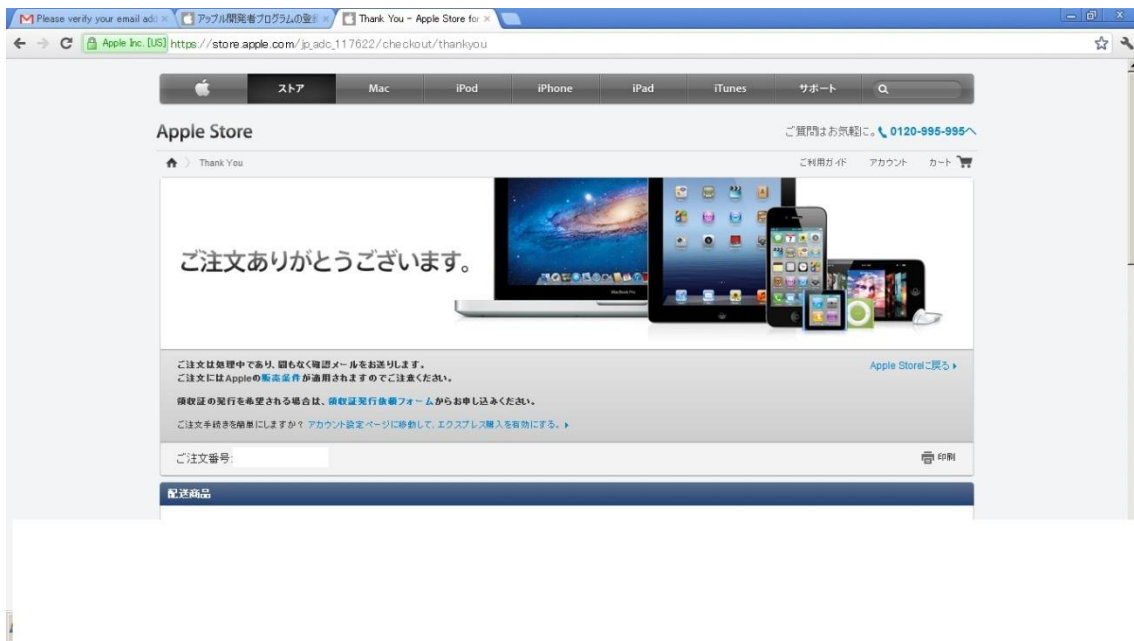 Please verify your email add
アップル開発者プログラムの登
Thank You - Apple Store for
Apple Inc. [US] https://store.apple.com/jp_adc_117622/checkout/thankyou
ストア Mac iPod iPhone iPad iTunes サポート
Apple Store
ご質問はお気軽に。 0120-995-995へ
Thank You
ご利用ガイド アカウント カート
ご注文ありがとうございます。
MacBook Pro
ご注文は処理中であり、間もなく確認メールをお送りします。
Apple Storeに戻る
ご注文にはAppleの販売条件が適用されますのでご注意ください。
領収証の発行を希望される場合は、領収証発行依頼フォームからお申し込みください。
ご注文手続きを簡単にしますか? アカウント設定ページに移動して、エクスプレス購入を有効にする。
ご注文番号:
印刷
配送商品